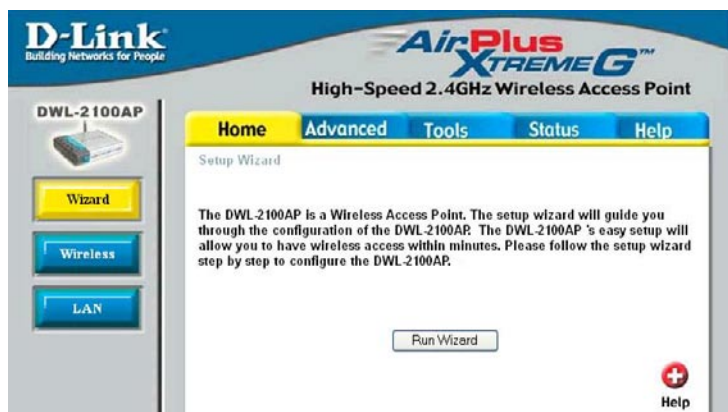 D-Link
Building Networks for People
AirPlus
XTREME G™
High-Speed 2.4GHz Wireless Access Point
DWL-2100AP
Home Advanced Tools Status Help
Setup Wizard
Wizard
Wireless
LAN
The DWL-2100AP is a Wireless Access Point. The setup wizard will guide you
through the configuration of the DWL-2100AP. The DWL-2100AP 's easy setup will
allow you to have wireless access within minutes. Please follow the setup wizard
step by step to configure the DWL-2100AP.
Run Wizard
Help